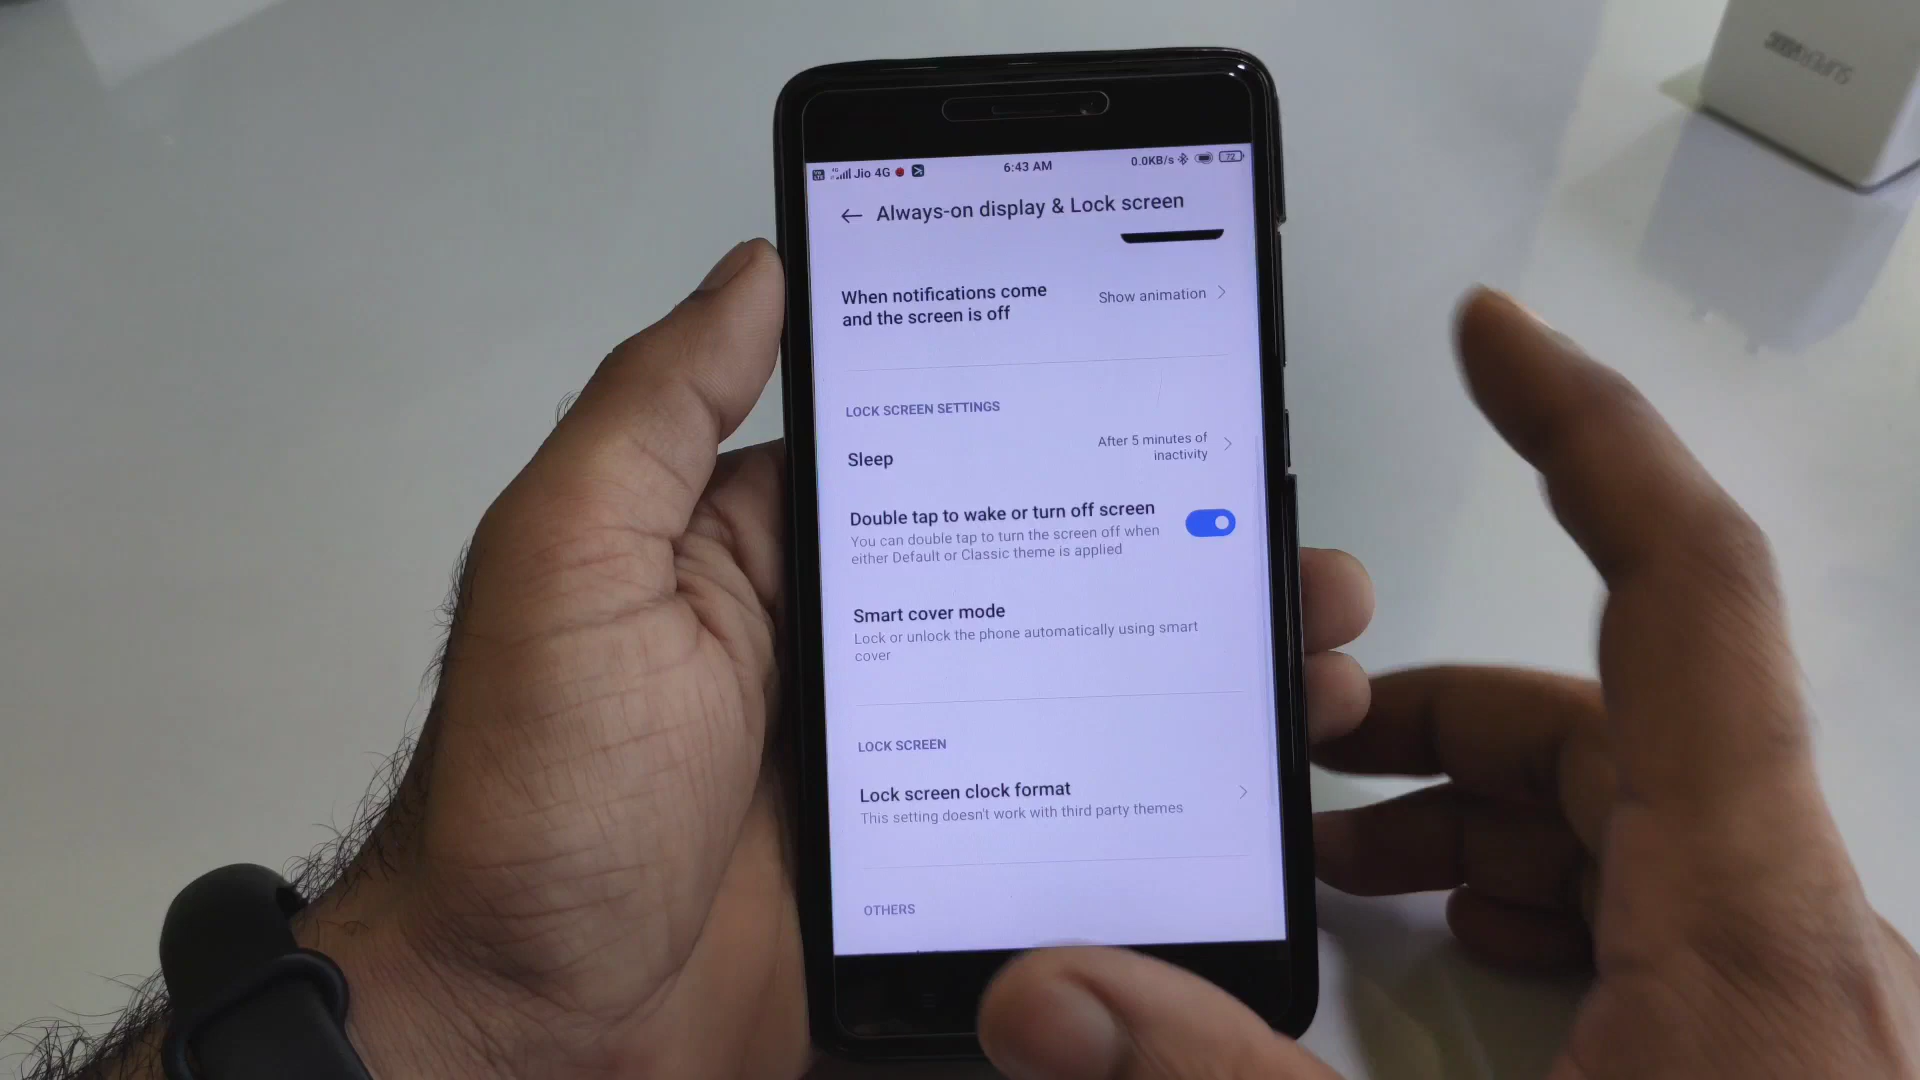 SUPERVOOC
Jio 4G
6:43 AM
0.0KB/s
72
Always-on display & Lock screen
When notifications come
and the screen is off
Show animation
LOCK SCREEN SETTINGS
Sleep
After 5 minutes of
inactivity
Double tap to wake or turn off screen
You can double tap to turn the screen off when
either Default or Classic theme is applied
Smart cover mode
Lock or unlock the phone automatically using smart
cover
LOCK SCREEN
Lock screen clock format
This setting doesn't work with third party themes
OTHERS